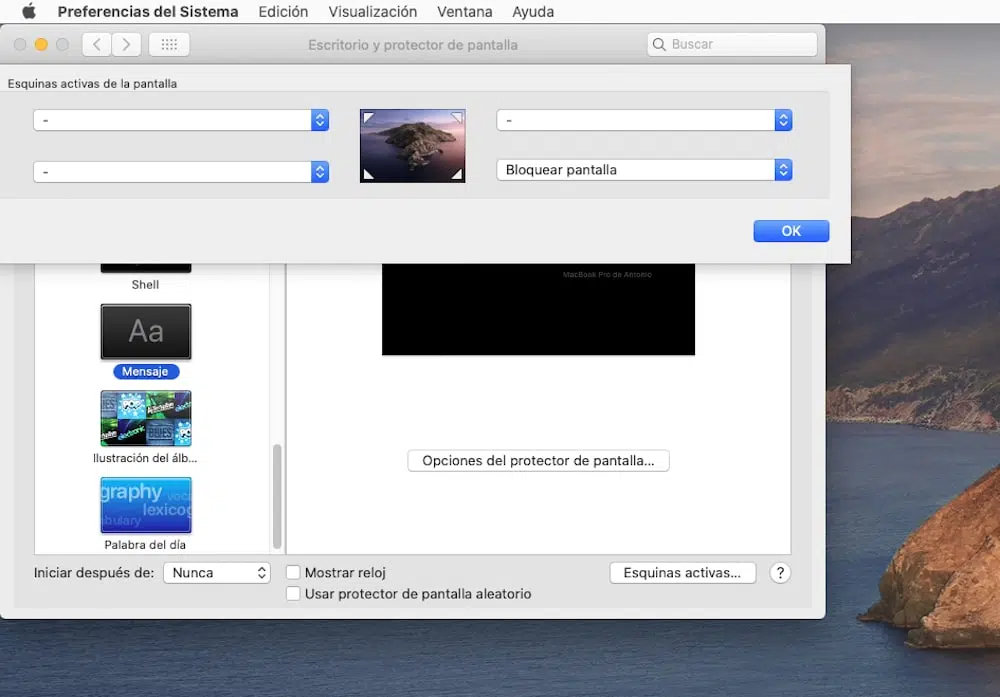 Preferencias del Sistema Edición Visualización Ventana Ayuda
Escritorio y protector de pantalla
Buscar
Esquinas activas de la pantalla
- -
- Bloquear pantalla
OK
MacBook Pro de Antonio
Shell
Aa
Mensaje
BLUES
Ilustración del álb...
graphy
lexicog
Palabra del día
Iniciar después de: Nunca
Mostrar reloj
Esquinas activas... ?
Usar protector de pantalla aleatorio
Opciones del protector de pantalla...